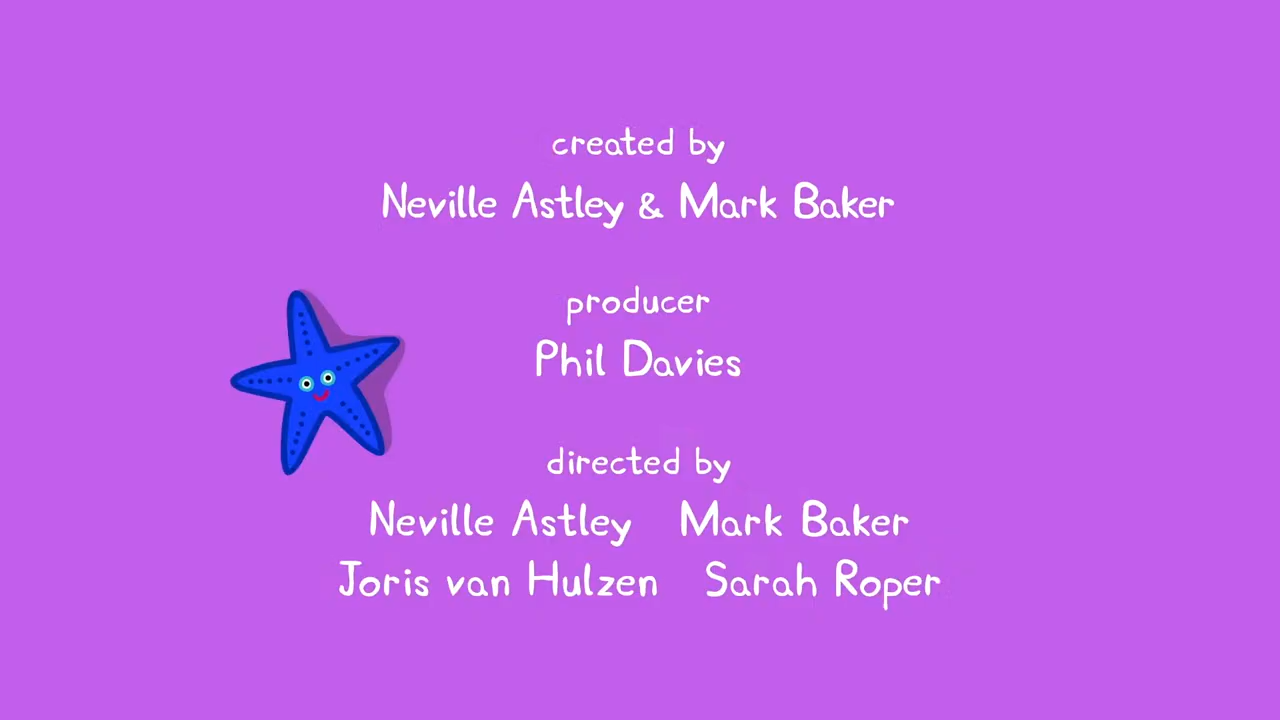 created by
Neville Astley & Mark Baker
producer
Phil Davies
directed by
Neville Astley Mark Baker
Joris van Hulzen Sarah Roper